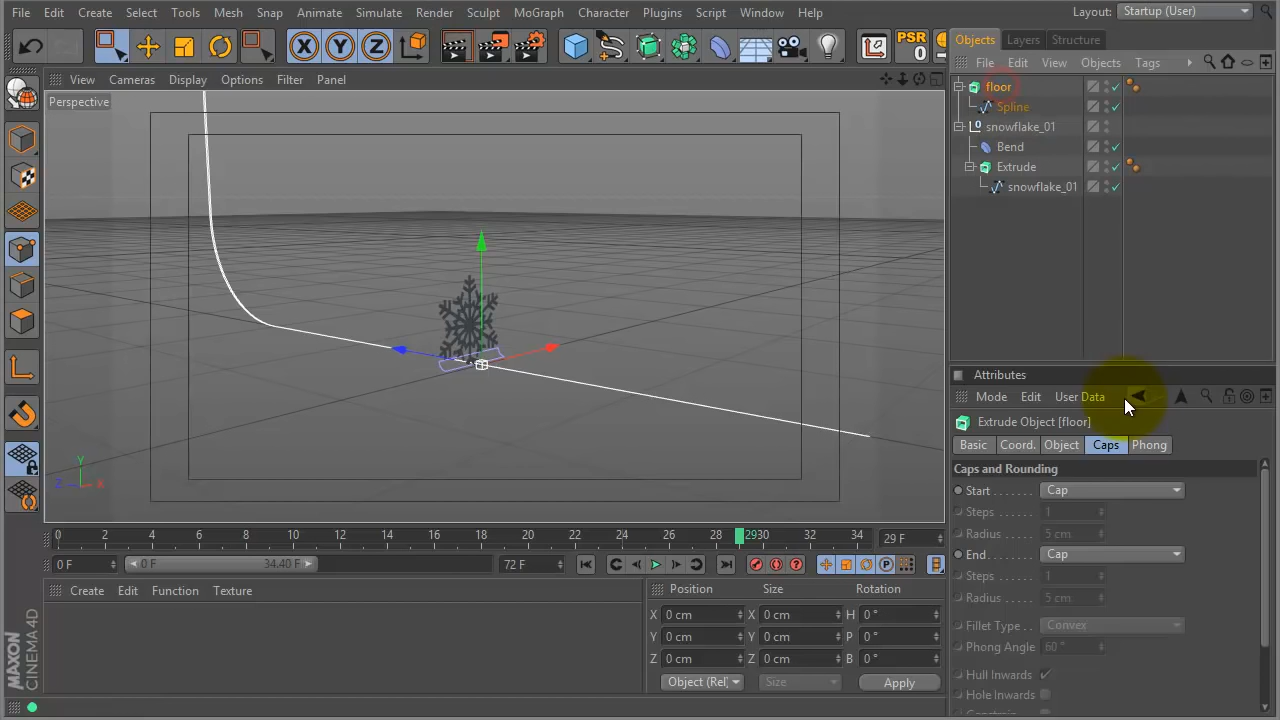 File Edit Create Select Tools Mesh Snap Animate Simulate Render Sculpt MoGraph Character Plugins Script Window Help Layout: Startup (User)
X Y Z PSR 0
Objects Layers Structure
File Edit View Objects Tags
View Cameras Display Options Filter Panel
Perspective
floor
Spline
snowflake_01
Bend
Extrude
snowflake_01
Attributes
Mode Edit User Data
Extrude Object [floor]
Basic Coord. Object Caps Phong
Caps and Rounding
Start Cap
Steps 1
Radius 5 cm
End Cap
Steps 1
Radius 5 cm
Fillet Type Convex
Phong Angle 60 °
Hull Inwards
Hole Inwards
Y
Z X
0 2 4 6 8 10 12 14 16 18 20 22 24 26 28 2930 32 34 29 F
0 F 0 F 34.40 F 72 F
Create Edit Function Texture
Position Size Rotation
X 0 cm X 0 cm H 0 °
Y 0 cm Y 0 cm P 0 °
Z 0 cm Z 0 cm B 0 °
Object (Rel) Size Apply
MAXON
CINEMA 4D